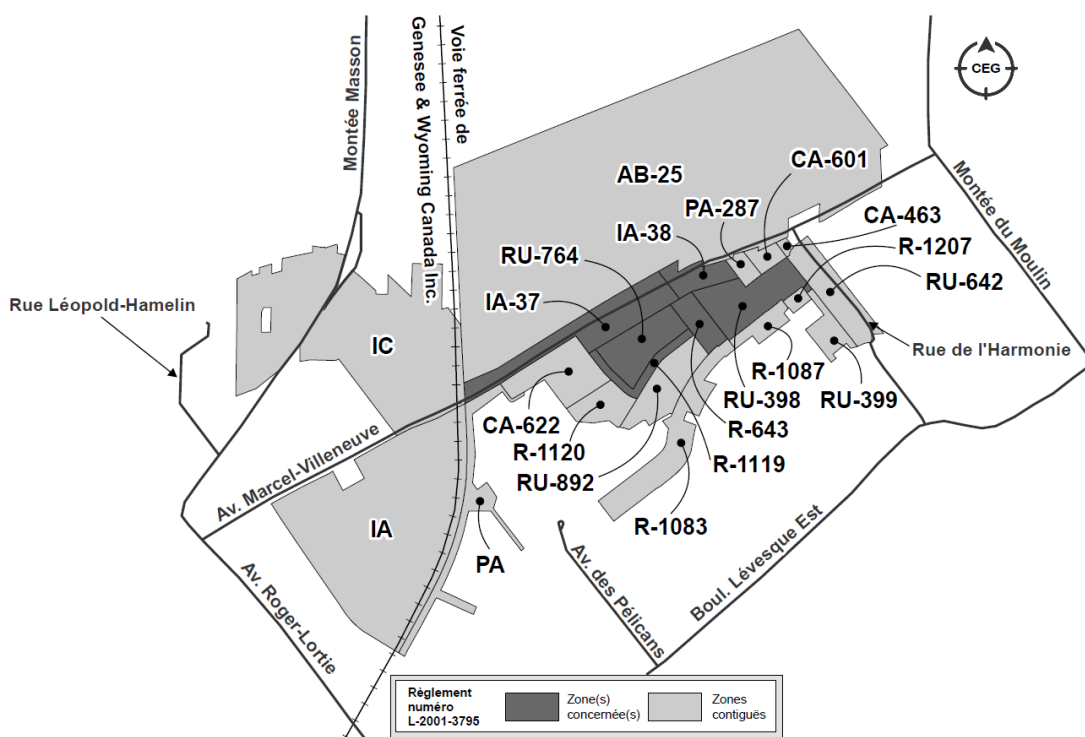 Montée Masson
Voie ferrée de
Genesee & Wyoming Canada Inc.
CEG
AB-25
CA-601
PA-287
CA-463
IA-38
R-1207
RU-764
RU-642
IA-37
Montée du Moulin
Rue Léopold-Hamelin
IC
Rue de l'Harmonie
R-1087
RU-398
RU-399
CA-622
R-643
R-1120
R-1119
RU-892
Av. Marcel-Villeneuve
R-1083
IA
PA
Av. des Pélicans
Boul. Lévesque Est
Av. Roger-Lortie
Règlement
numéro
L-2001-3795
Zone(s)
concernée(s)
Zones
contiguës